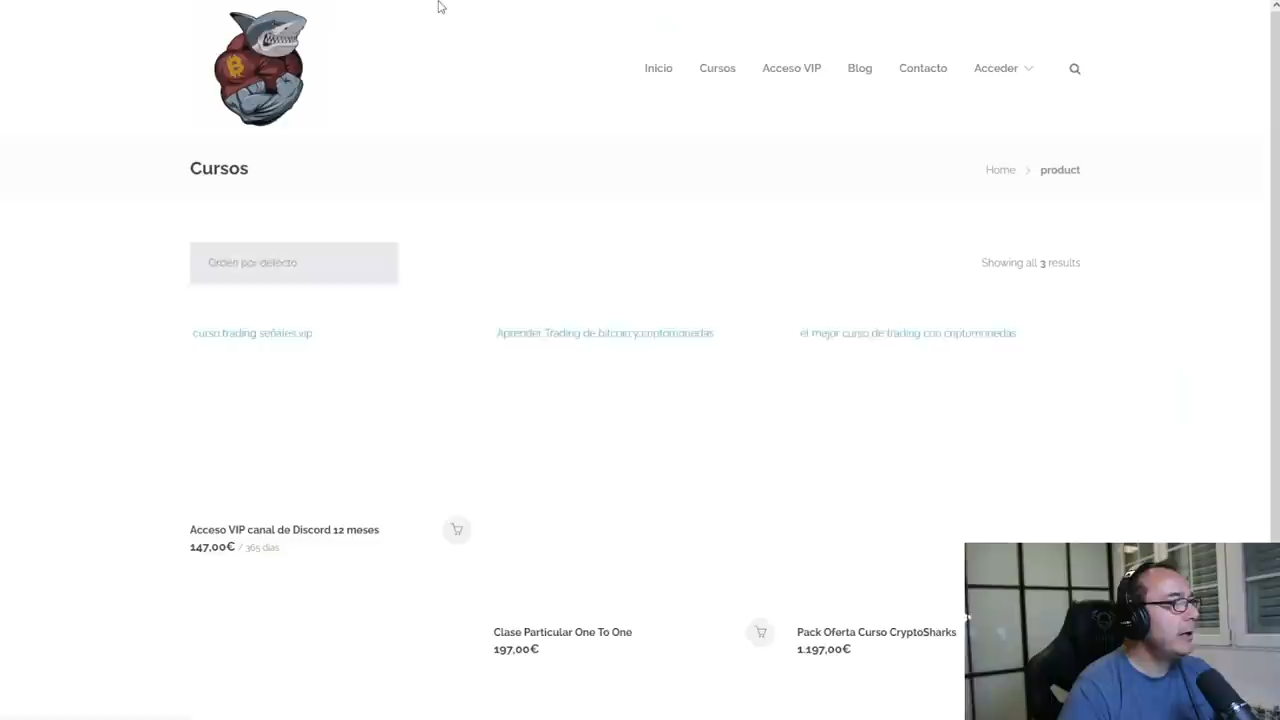 Inicio
Cursos
Acceso VIP
Blog
Contacto
Acceder
Cursos
Home
product
Orden por defecto
Showing all 3 results
curso trading señales vip
Aprender Trading de bitcoin y criptomonedas
el mejor curso de trading con criptomonedas
Acceso VIP canal de Discord 12 meses
147,00€ / 365 días
Clase Particular One To One
197,00€
Pack Oferta Curso CryptoSharks
1.197,00€